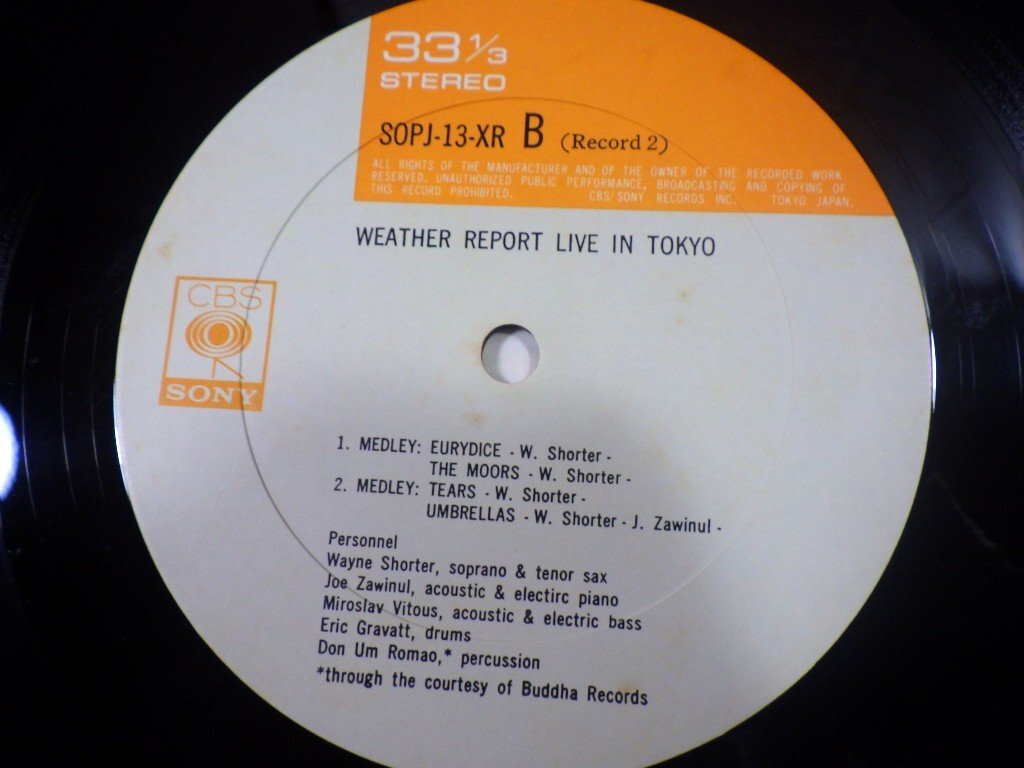 33 1/3
STEREO
SOPJ-13-XR B (Record 2)
ALL RIGHTS OF THE MANUFACTURER AND OF THE OWNER OF THE RECORDED WORK
RESERVED. UNAUTHORIZED PUBLIC PERFORMANCE, BROADCASTING AND COPYING OF
THIS RECORD PROHIBITED. CBS/SONY RECORDS INC. TOKYO JAPAN.
WEATHER REPORT LIVE IN TOKYO
CBS
SONY
1. MEDLEY: EURYDICE - W. Shorter -
THE MOORS - W. Shorter -
2. MEDLEY: TEARS - W. Shorter -
UMBRELLAS - W. Shorter - J. Zawinul -
Personnel
Wayne Shorter, soprano & tenor sax
Joe Zawinul, acoustic & electirc piano
Miroslav Vitous, acoustic & electric bass
Eric Gravatt, drums
Don Um Romao,* percussion
*through the courtesy of Buddha Records